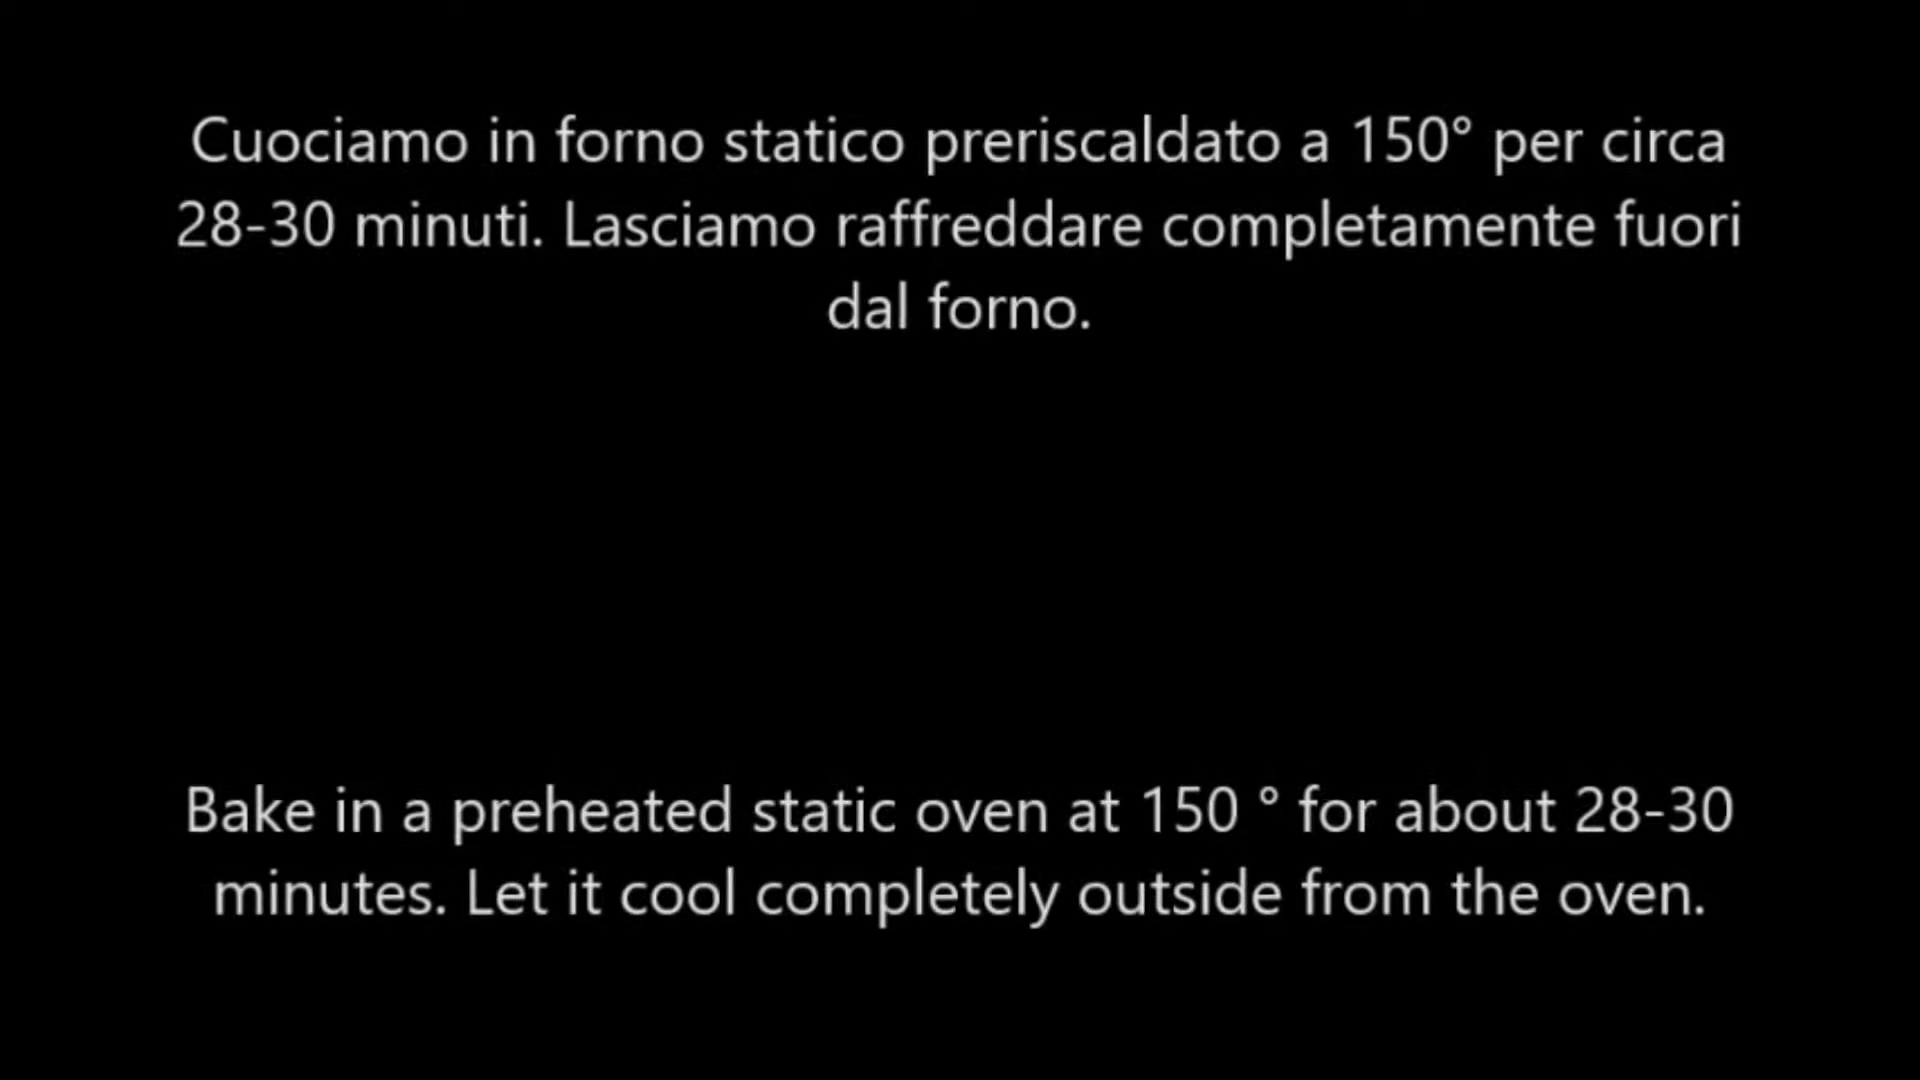 Cuociamo in forno statico preriscaldato a 150° per circa
28-30 minuti. Lasciamo raffreddare completamente fuori
dal forno.
Bake in a preheated static oven at 150 ° for about 28-30
minutes. Let it cool completely outside from the oven.